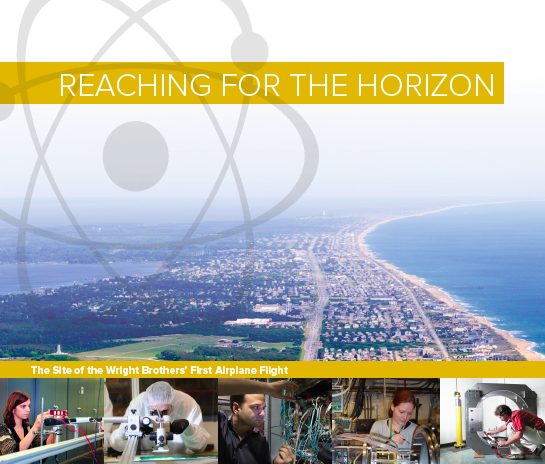 REACHING FOR THE HORIZON
The Site of the Wright Brothers' First Airplane Flight